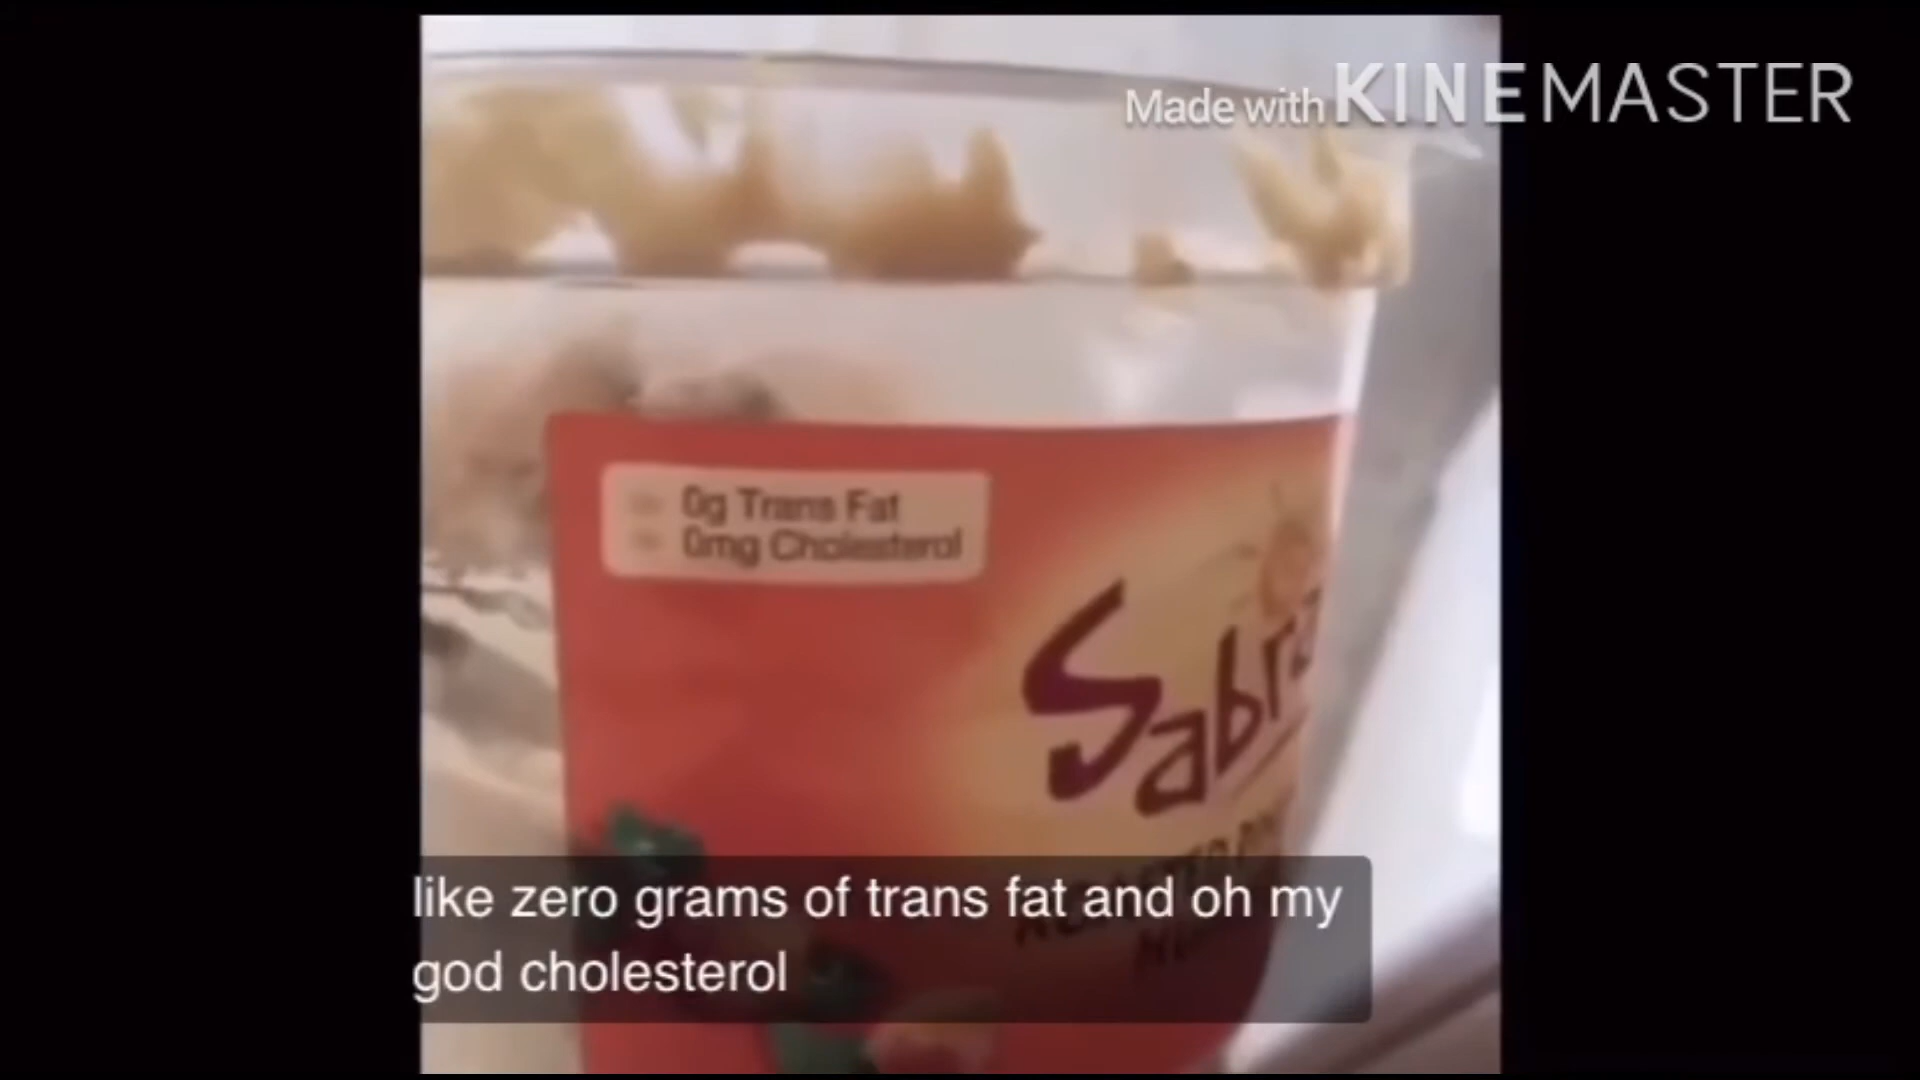 Made with KINEMASTER
0g Trans Fat
0mg Cholesterol
Sabra
like zero grams of trans fat and oh my
god cholesterol